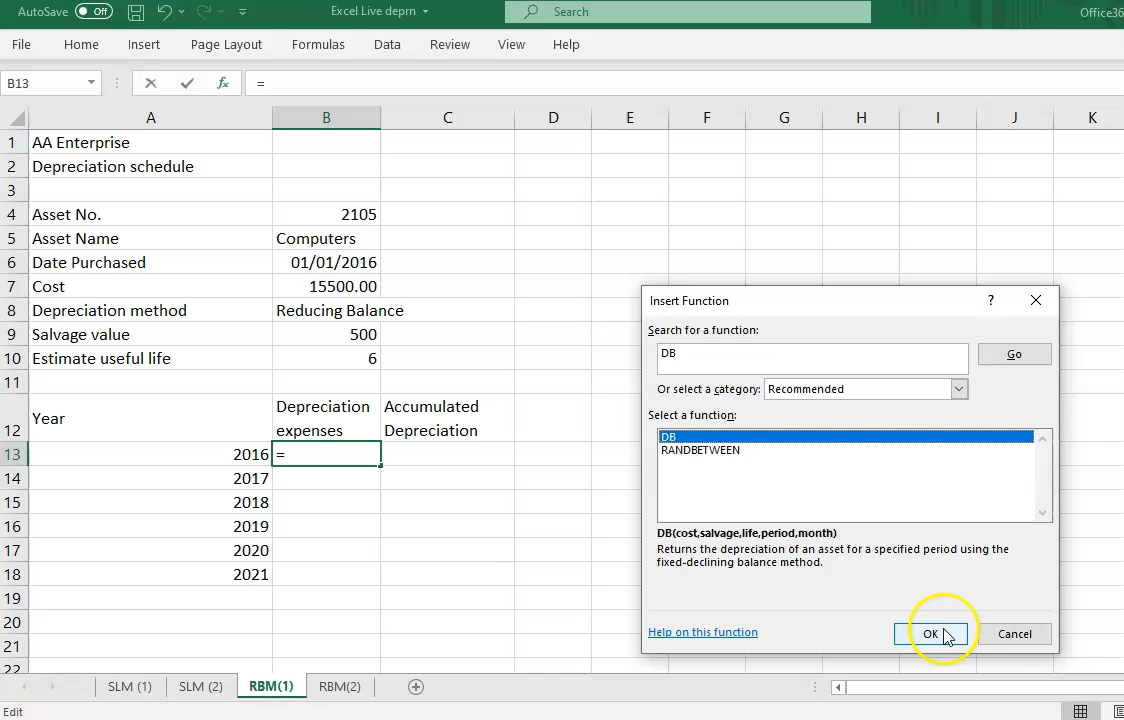 AutoSave Off Excel Live deprn Search Office36
File Home Insert Page Layout Formulas Data Review View Help
B13 fx =
A B C D E F G H I J K
1 AA Enterprise
2 Depreciation schedule
3
4 Asset No. 2105
5 Asset Name Computers
6 Date Purchased 01/01/2016
7 Cost 15500.00
8 Depreciation method Reducing Balance
9 Salvage value 500
10 Estimate useful life 6
11
12 Year Depreciation expenses Accumulated Depreciation
13 2016 =
14 2017
15 2018
16 2019
17 2020
18 2021
19
20
21
22
Insert Function ?
Search for a function:
DB Go
Or select a category: Recommended
Select a function:
DB
RANDBETWEEN
DB(cost,salvage,life,period,month)
Returns the depreciation of an asset for a specified period using the
fixed-declining balance method.
Help on this function OK Cancel
SLM (1) SLM (2) RBM(1) RBM(2)
Edit